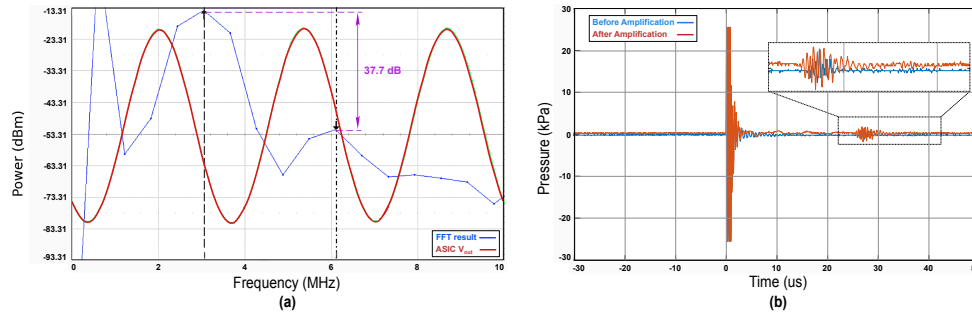 -13.31
-23.31
-33.31
-43.31
-53.31
-63.31
-73.31
-83.31
-93.31
Power (dBm)
37.7 dB
FFT result
ASIC Vout
0 2 4 6 8 10
Frequency (MHz)
(a)
30
20
10
0
-10
-20
-30
Pressure (kPa)
Before Amplification
After Amplification
-30 -20 -10 0 10 20 30 40
Time (us)
(b)